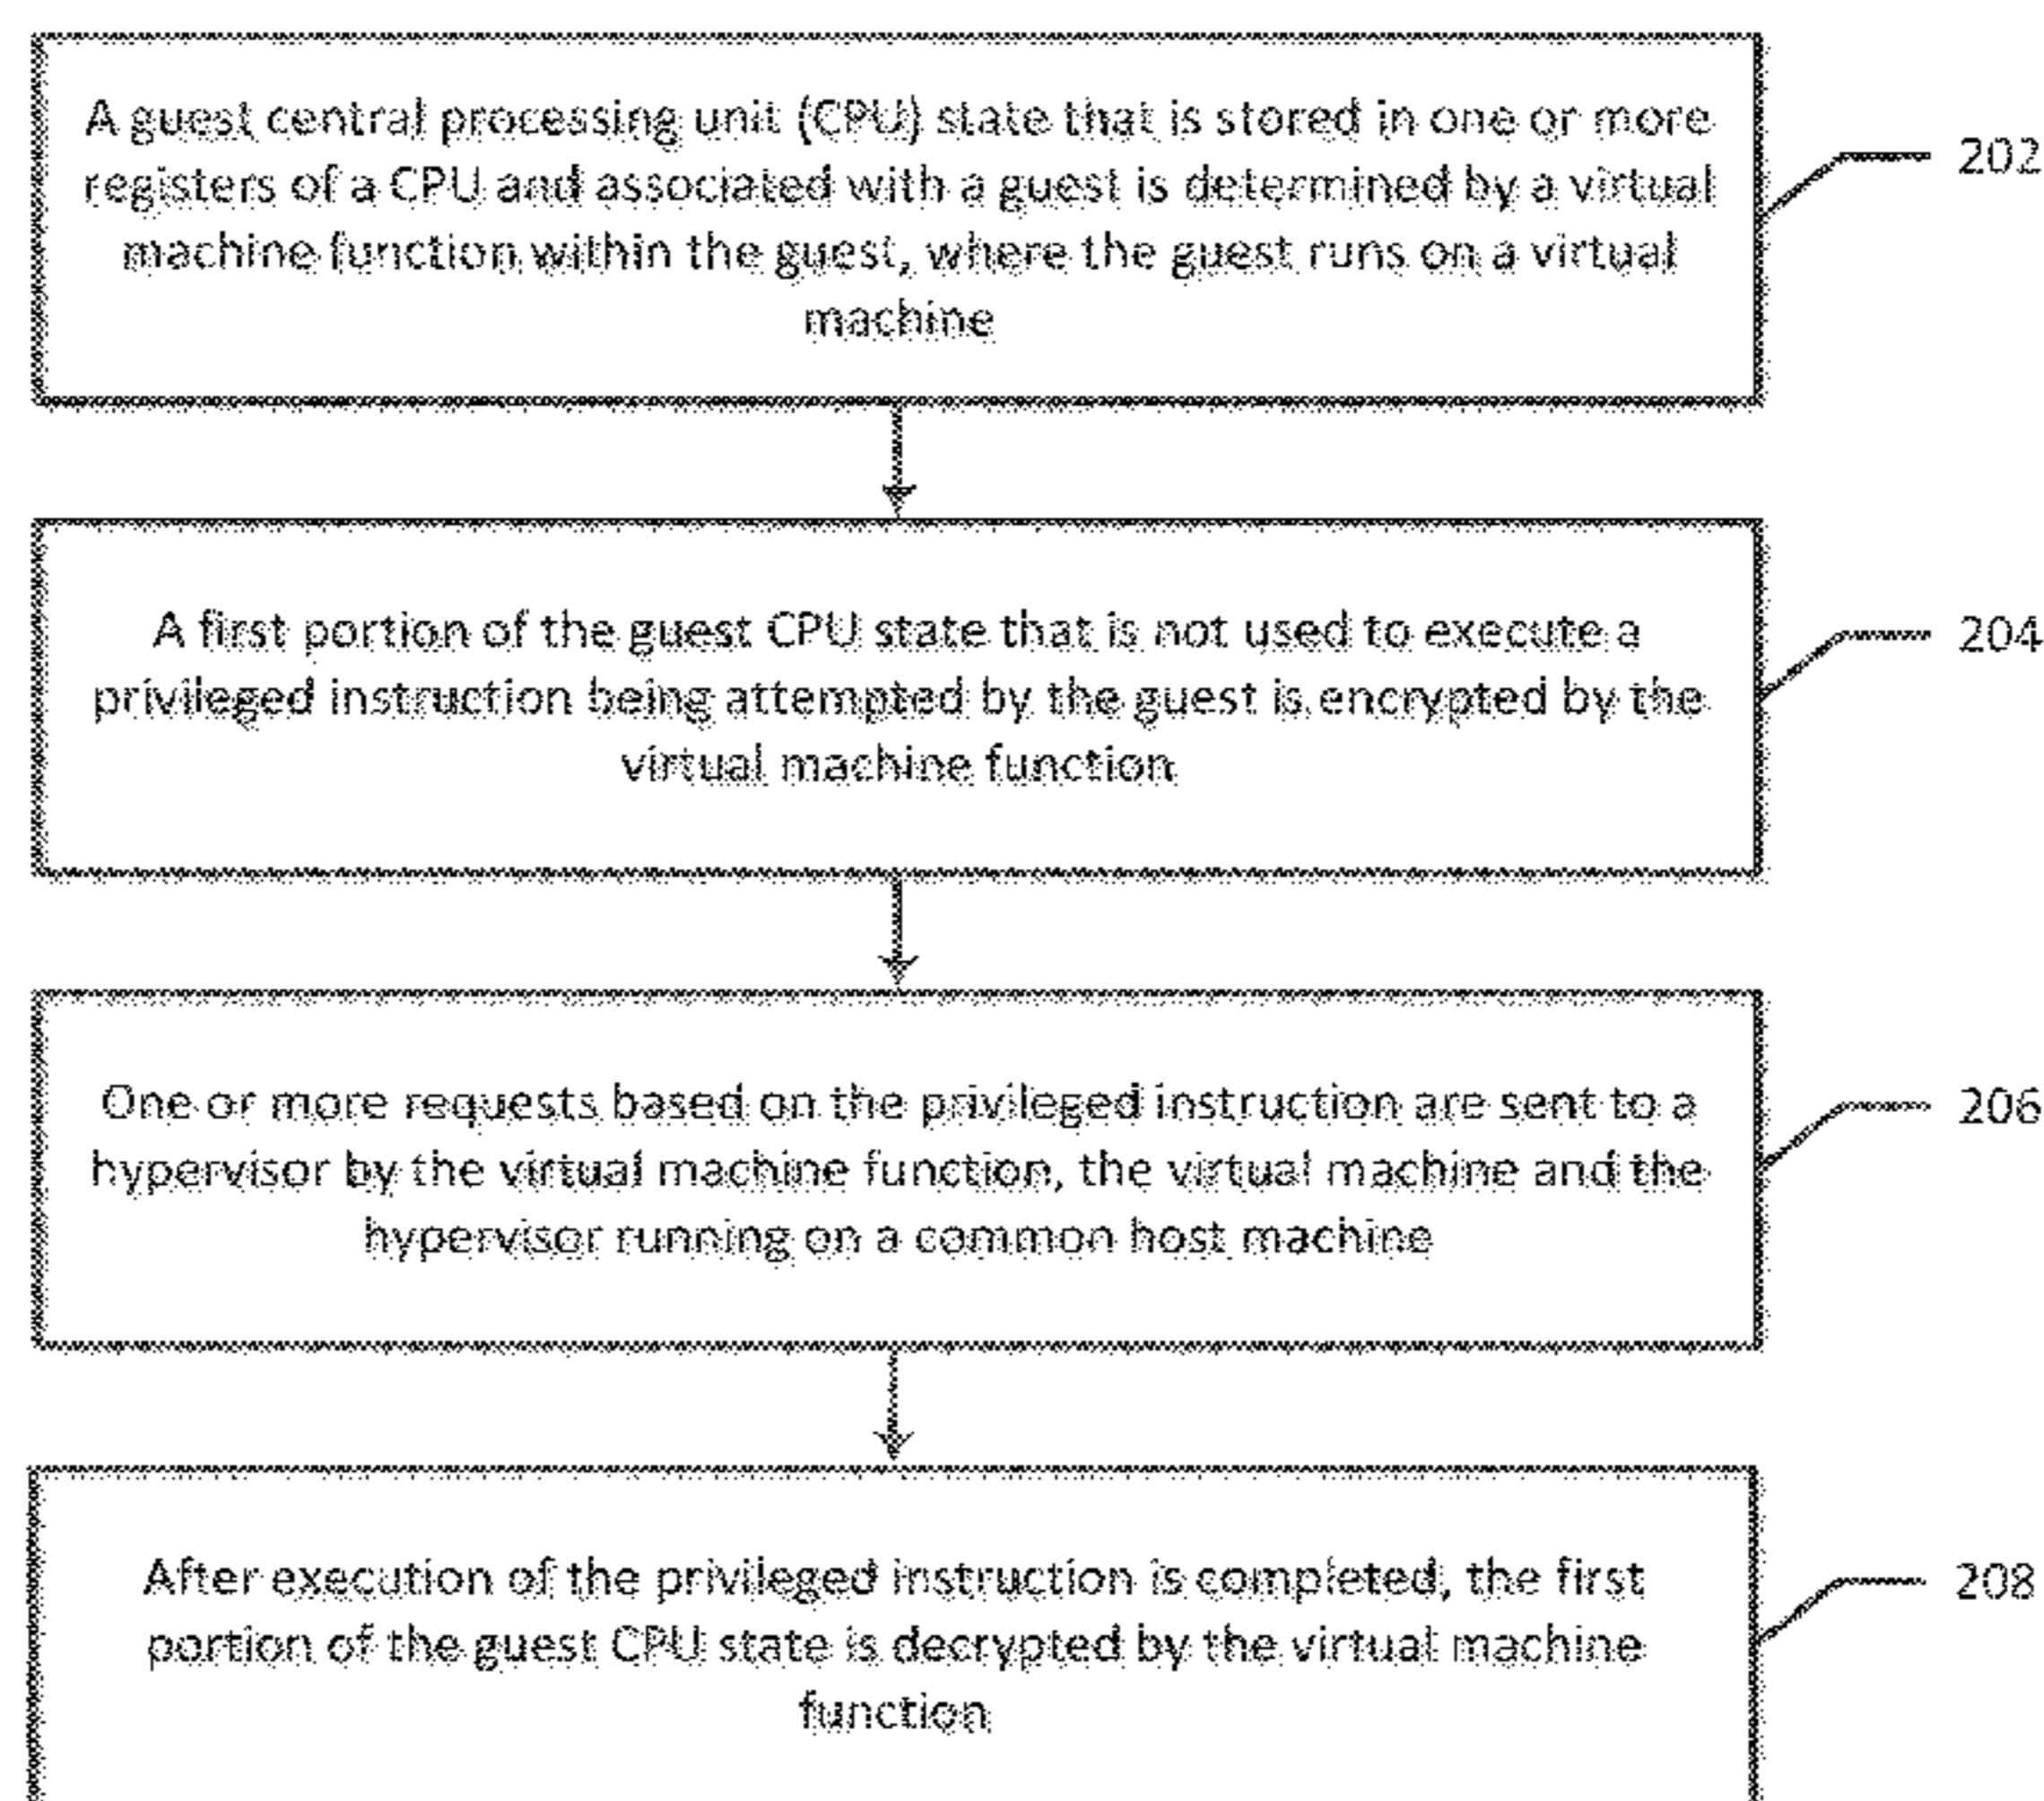 A guest central processing unit (CPU) state that is stored in one or more
registers of a CPU and associated with a guest is determined by a virtual
machine function within the guest, where the guest runs on a virtual
machine
202
A first portion of the guest CPU state that is not used to execute a
privileged instruction being attempted by the guest is encrypted by the
virtual machine function
204
One or more requests based on the privileged instruction are sent to a
hypervisor by the virtual machine function, the virtual machine and the
hypervisor running on a common host machine
206
After execution of the privileged instruction is completed, the first
portion of the guest CPU state is decrypted by the virtual machine
function
208